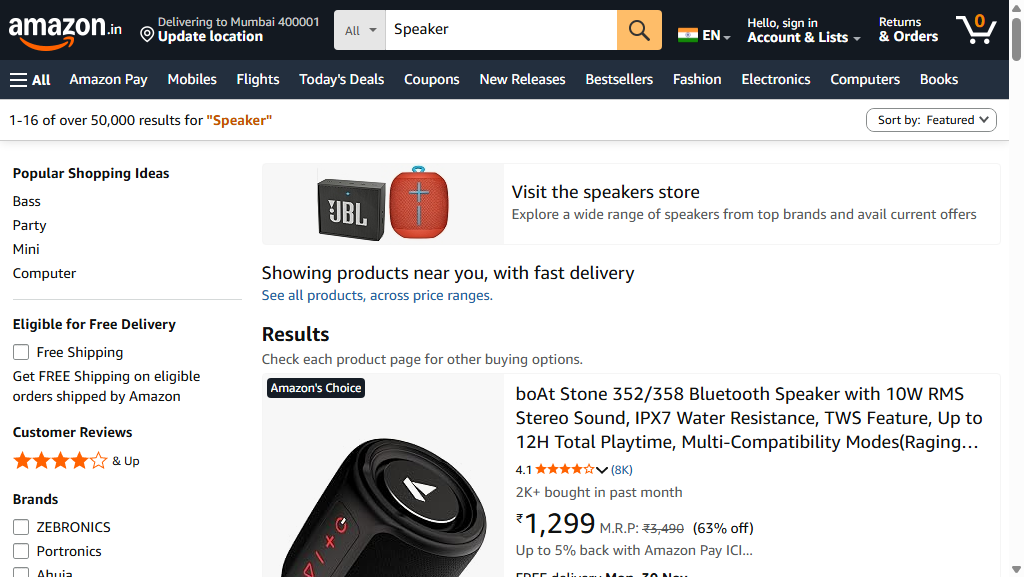 amazon.in
Delivering to Mumbai 400001
Update location
All
Speaker
EN
Hello, sign in
Account & Lists
Returns
& Orders
0
All
Amazon Pay
Mobiles
Flights
Today's Deals
Coupons
New Releases
Bestsellers
Fashion
Electronics
Computers
Books
1-16 of over 50,000 results for "Speaker"
Sort by: Featured
Popular Shopping Ideas
Bass
Party
Mini
Computer
Eligible for Free Delivery
Free Shipping
Get FREE Shipping on eligible
orders shipped by Amazon
Customer Reviews
& Up
Brands
ZEBRONICS
Portronics
Ahuja
JBL
Visit the speakers store
Explore a wide range of speakers from top brands and avail current offers
Showing products near you, with fast delivery
See all products, across price ranges.
Results
Check each product page for other buying options.
Amazon's Choice
boAt Stone 352/358 Bluetooth Speaker with 10W RMS
Stereo Sound, IPX7 Water Resistance, TWS Feature, Up to
12H Total Playtime, Multi-Compatibility Modes(Raging…
4.1 (8K)
2K+ bought in past month
₹1,299 M.R.P: ₹3,490 (63% off)
Up to 5% back with Amazon Pay ICI…
FREE delivery Mon, 30 Nov